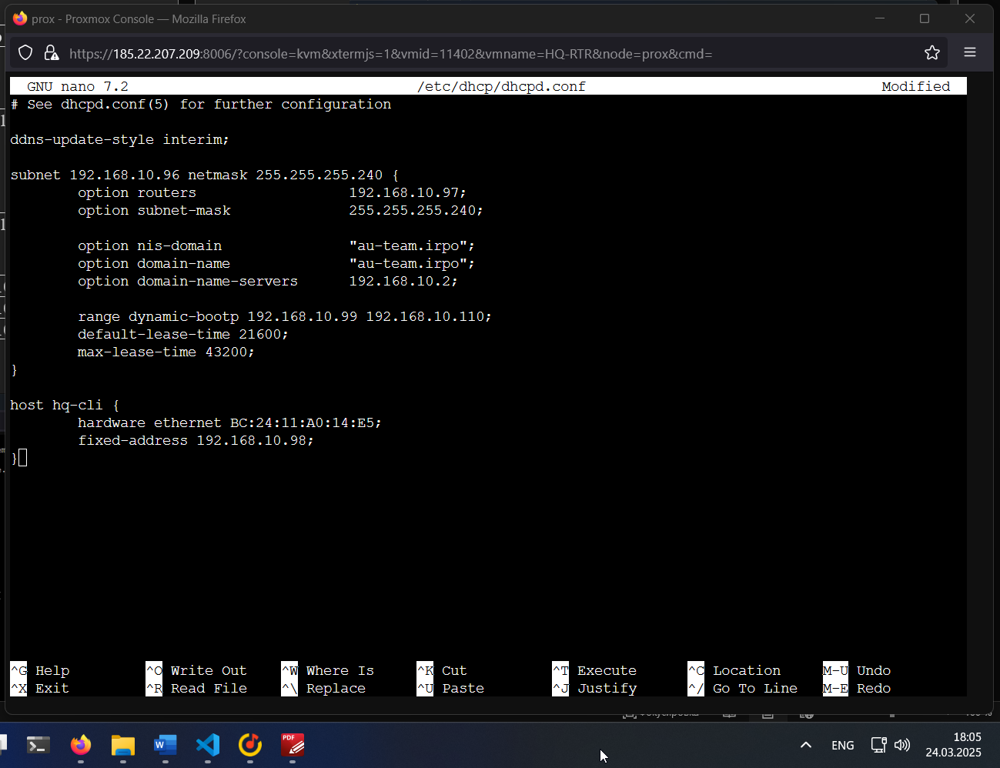 prox - Proxmox Console — Mozilla Firefox
https://185.22.207.209:8006/?console=kvm&xtermjs=1&vmid=11402&vmname=HQ-RTR&node=prox&cmd=
GNU nano 7.2 /etc/dhcp/dhcpd.conf Modified
# See dhcpd.conf(5) for further configuration
ddns-update-style interim;
subnet 192.168.10.96 netmask 255.255.255.240 {
option routers 192.168.10.97;
option subnet-mask 255.255.255.240;
option nis-domain "au-team.irpo";
option domain-name "au-team.irpo";
option domain-name-servers 192.168.10.2;
range dynamic-bootp 192.168.10.99 192.168.10.110;
default-lease-time 21600;
max-lease-time 43200;
}
host hq-cli {
hardware ethernet BC:24:11:A0:14:E5;
fixed-address 192.168.10.98;
}
^G Help ^O Write Out ^W Where Is ^K Cut ^T Execute ^C Location M-U Undo
^X Exit ^R Read File ^\ Replace ^U Paste ^J Justify ^/ Go To Line M-E Redo
PDF
ENG
18:05
24.03.2025